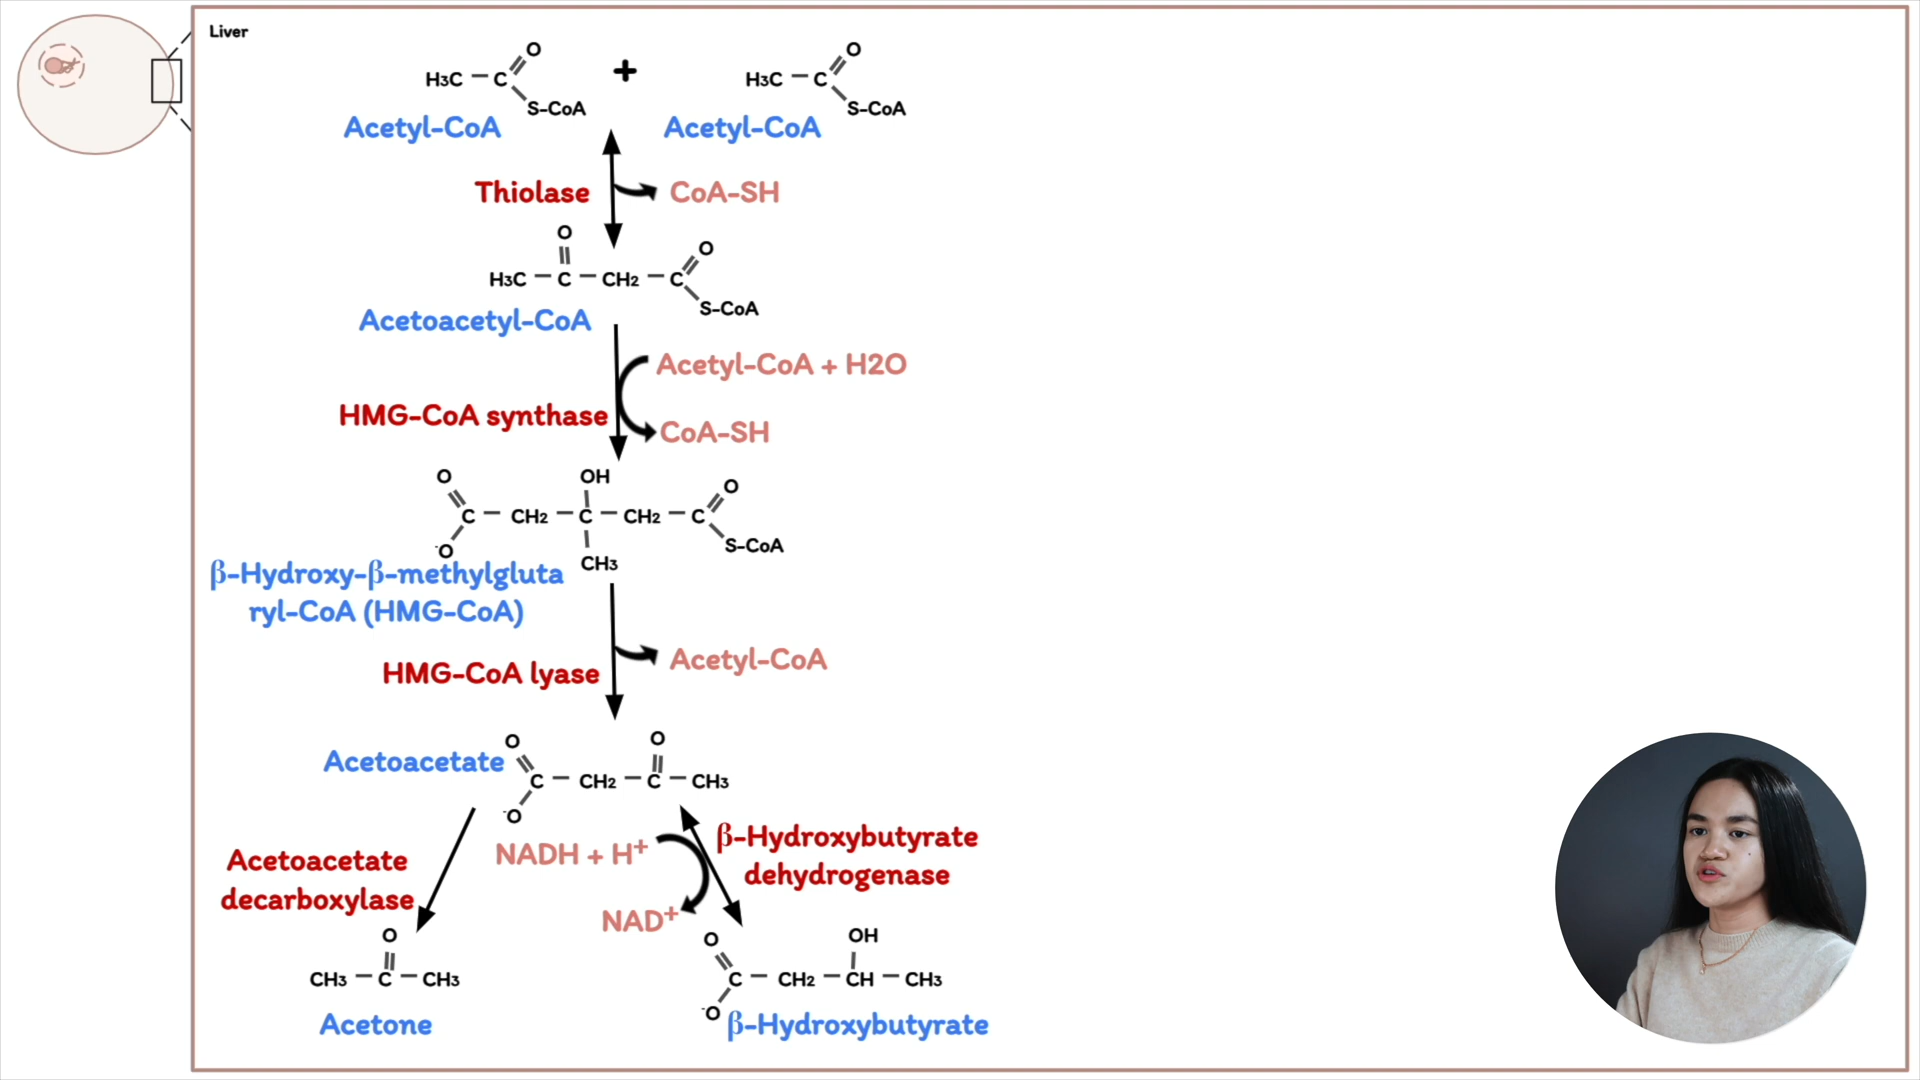 Liver
O
O
H3C — C
+
H3C — C
S-CoA
S-CoA
Acetyl-CoA
Acetyl-CoA
Thiolase
CoA-SH
O
O
H3C — C — CH2 — C
S-CoA
Acetoacetyl-CoA
Acetyl-CoA + H2O
HMG-CoA synthase
CoA-SH
O
OH
O
C — CH2 — C — CH2 — C
-O
S-CoA
CH3
β-Hydroxy-β-methylgluta
ryl-CoA (HMG-CoA)
Acetyl-CoA
HMG-CoA lyase
O
O
Acetoacetate
C — CH2 — C — CH3
-O
β-Hydroxybutyrate
dehydrogenase
NADH + H+
Acetoacetate
decarboxylase
NAD+
O
CH3 — C — CH3
Acetone
O
OH
C — CH2 — CH — CH3
-O
β-Hydroxybutyrate